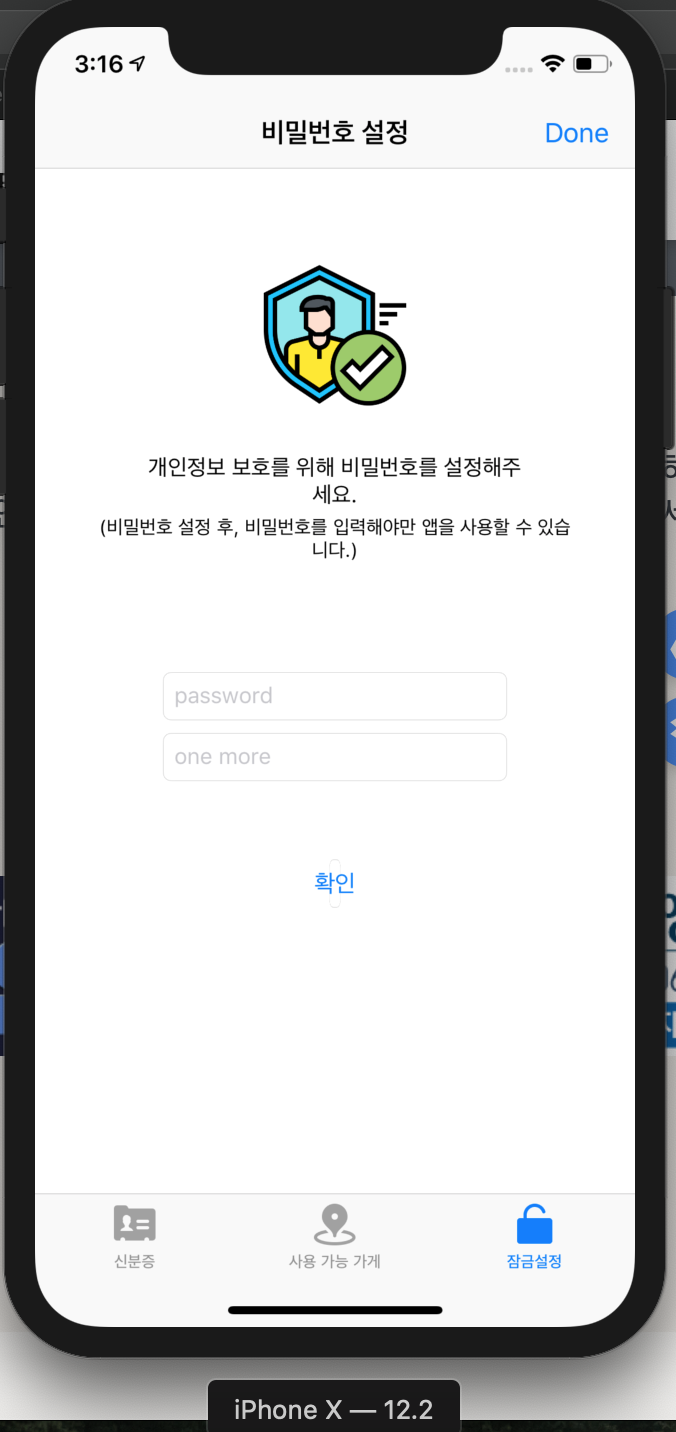 3:16
비밀번호 설정
Done
개인정보 보호를 위해 비밀번호를 설정해주
세요.
(비밀번호 설정 후, 비밀번호를 입력해야만 앱을 사용할 수 있습
니다.)
password
one more
확인
신분증
사용 가능 가게
잠금설정
iPhone X — 12.2